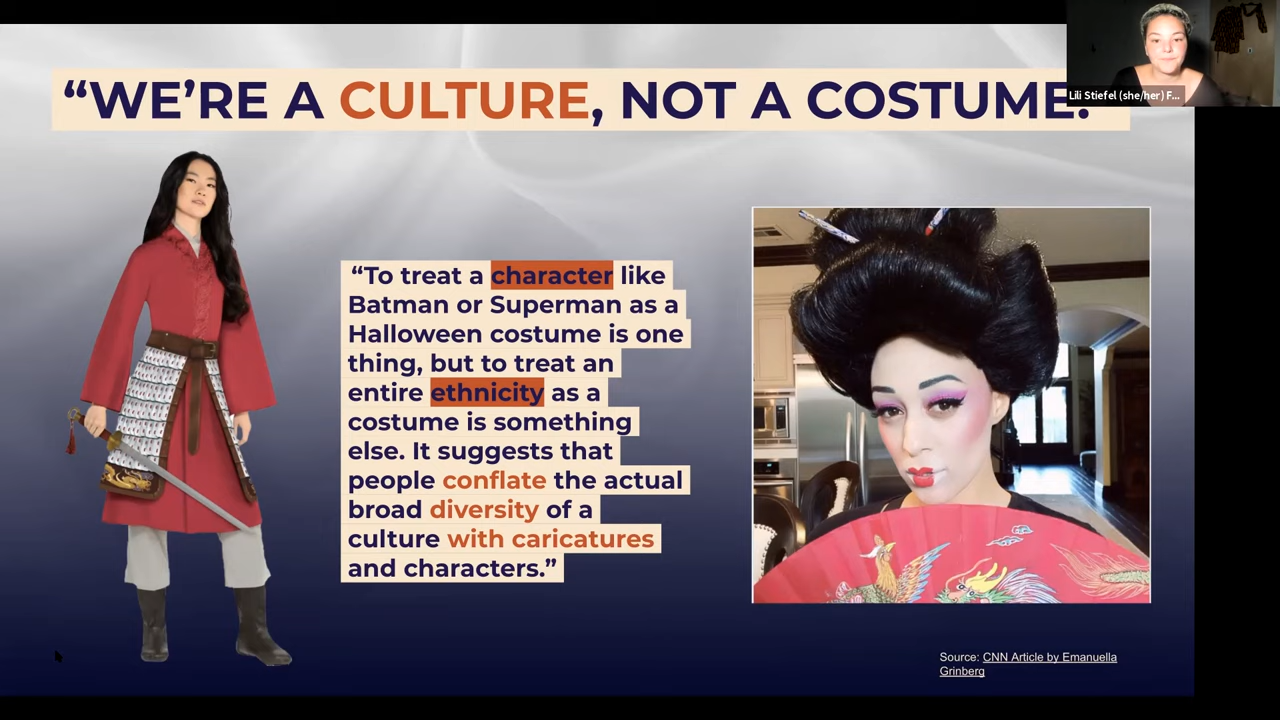 “WE’RE A CULTURE, NOT A COSTUME.
Lili Stiefel (she/her) F...
“To treat a character like
Batman or Superman as a
Halloween costume is one
thing, but to treat an
entire ethnicity as a
costume is something
else. It suggests that
people conflate the actual
broad diversity of a
culture with caricatures
and characters.”
Source: CNN Article by Emanuella
Grinberg